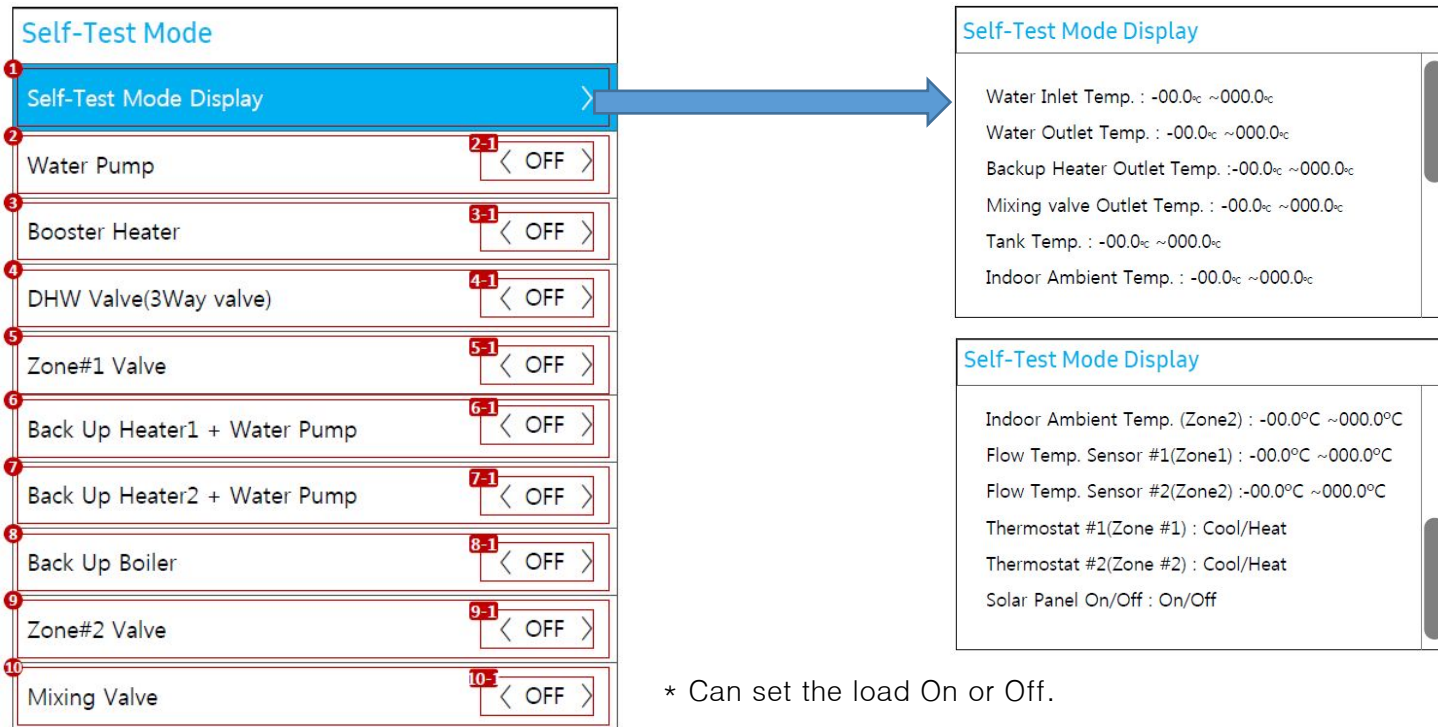 Self-Test Mode
1
Self-Test Mode Display >
2
Water Pump
2-1
< OFF >
3
Booster Heater
3-1
< OFF >
4
DHW Valve(3Way valve)
4-1
< OFF >
5
Zone#1 Valve
5-1
< OFF >
6
Back Up Heater1 + Water Pump
6-1
< OFF >
7
Back Up Heater2 + Water Pump
7-1
< OFF >
8
Back Up Boiler
8-1
< OFF >
9
Zone#2 Valve
9-1
< OFF >
10
Mixing Valve
10-1
< OFF >
Self-Test Mode Display
Water Inlet Temp. : -00.0℃ ~000.0℃
Water Outlet Temp. : -00.0℃ ~000.0℃
Backup Heater Outlet Temp. :-00.0℃ ~000.0℃
Mixing valve Outlet Temp. : -00.0℃ ~000.0℃
Tank Temp. : -00.0℃ ~000.0℃
Indoor Ambient Temp. : -00.0℃ ~000.0℃
Self-Test Mode Display
Indoor Ambient Temp. (Zone2) : -00.0ºC ~000.0ºC
Flow Temp. Sensor #1(Zone1) : -00.0ºC ~000.0ºC
Flow Temp. Sensor #2(Zone2) :-00.0ºC ~000.0ºC
Thermostat #1(Zone #1) : Cool/Heat
Thermostat #2(Zone #2) : Cool/Heat
Solar Panel On/Off : On/Off
* Can set the load On or Off.